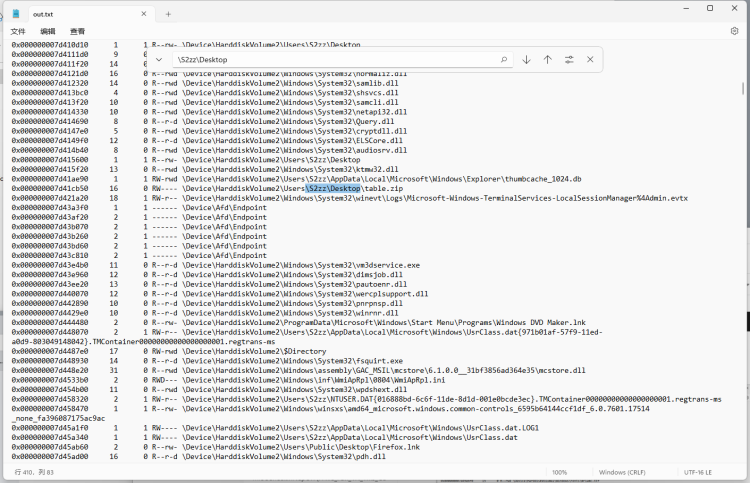 out.txt
文件 编辑 查看
\S2zz\Desktop
0x000000007d410d10 1 1 R--rw- \Device\HarddiskVolume2\Users\S2zz\Desktop
0x000000007d4111d0 9 0
0x000000007d411f20 14 0
0x000000007d4121d0 16 0 R--rwd \Device\HarddiskVolume2\Windows\System32\normaliz.dll
0x000000007d412320 14 0 R--rwd \Device\HarddiskVolume2\Windows\System32\samlib.dll
0x000000007d413bc0 4 0 R--rwd \Device\HarddiskVolume2\Windows\System32\shsvcs.dll
0x000000007d413f20 10 0 R--rwd \Device\HarddiskVolume2\Windows\System32\samcli.dll
0x000000007d414330 10 0 R--rwd \Device\HarddiskVolume2\Windows\System32\netapi32.dll
0x000000007d414690 8 0 R--r-d \Device\HarddiskVolume2\Windows\System32\Query.dll
0x000000007d4147e0 5 0 R--rwd \Device\HarddiskVolume2\Windows\System32\cryptdll.dll
0x000000007d4149f0 12 0 R--r-d \Device\HarddiskVolume2\Windows\System32\ELSCore.dll
0x000000007d414b40 8 0 R--rwd \Device\HarddiskVolume2\Windows\System32\audiosrv.dll
0x000000007d415600 1 1 R--rw- \Device\HarddiskVolume2\Users\S2zz\Desktop
0x000000007d415f20 13 0 R--rwd \Device\HarddiskVolume2\Windows\System32\ktmw32.dll
0x000000007d41ae90 1 1 RW-rwd \Device\HarddiskVolume2\Users\S2zz\AppData\Local\Microsoft\Windows\Explorer\thumbcache_1024.db
0x000000007d41cb50 16 0 RW---- \Device\HarddiskVolume2\Users\S2zz\Desktop\table.zip
0x000000007d421a20 18 1 RW-r-- \Device\HarddiskVolume2\Windows\System32\winevt\Logs\Microsoft-Windows-TerminalServices-LocalSessionManager%4Admin.evtx
0x000000007d43a3f0 1 1 ------ \Device\Afd\Endpoint
0x000000007d43af20 2 1 ------ \Device\Afd\Endpoint
0x000000007d43b070 2 1 ------ \Device\Afd\Endpoint
0x000000007d43b260 2 1 ------ \Device\Afd\Endpoint
0x000000007d43bd60 2 1 ------ \Device\Afd\Endpoint
0x000000007d43c810 2 1 ------ \Device\Afd\Endpoint
0x000000007d43e4b0 11 0 R--r-d \Device\HarddiskVolume2\Windows\System32\vm3dservice.exe
0x000000007d43e960 12 0 R--r-d \Device\HarddiskVolume2\Windows\System32\dimsjob.dll
0x000000007d43ee20 13 0 R--r-d \Device\HarddiskVolume2\Windows\System32\pautoenr.dll
0x000000007d440070 12 0 R--r-d \Device\HarddiskVolume2\Windows\System32\wercplsupport.dll
0x000000007d442890 10 0 R--r-d \Device\HarddiskVolume2\Windows\System32\pnrpnsp.dll
0x000000007d4429e0 10 0 R--r-d \Device\HarddiskVolume2\Windows\System32\winrnr.dll
0x000000007d444480 2 0 R--rw- \Device\HarddiskVolume2\ProgramData\Microsoft\Windows\Start Menu\Programs\Windows DVD Maker.lnk
0x000000007d448070 2 1 RW-r-- \Device\HarddiskVolume2\Users\S2zz\AppData\Local\Microsoft\Windows\UsrClass.dat{971b01af-57f9-11ed-
a0d9-803049148042}.TMContainer00000000000000000001.regtrans-ms
0x000000007d4487e0 17 0 RW-rwd \Device\HarddiskVolume2\$Directory
0x000000007d448930 14 0 R--r-d \Device\HarddiskVolume2\Windows\System32\fsquirt.exe
0x000000007d448e20 31 0 R--rwd \Device\HarddiskVolume2\Windows\assembly\GAC_MSIL\mcstore\6.1.0.0__31bf3856ad364e35\mcstore.dll
0x000000007d4533b0 2 0 RWD--- \Device\HarddiskVolume2\Windows\inf\WmiApRpl\0804\WmiApRpl.ini
0x000000007d454b00 11 0 R--rwd \Device\HarddiskVolume2\Windows\System32\wpdshext.dll
0x000000007d458320 2 1 RW-r-- \Device\HarddiskVolume2\Users\S2zz\NTUSER.DAT{016888bd-6c6f-11de-8d1d-001e0bcde3ec}.TMContainer00000000000000000001.regtrans-ms
0x000000007d458470 1 1 R--rw- \Device\HarddiskVolume2\Windows\winsxs\amd64_microsoft.windows.common-controls_6595b64144ccf1df_6.0.7601.17514
_none_fa396087175ac9ac
0x000000007d45a1f0 1 1 RW---- \Device\HarddiskVolume2\Users\S2zz\AppData\Local\Microsoft\Windows\UsrClass.dat.LOG1
0x000000007d45a340 1 1 RW---- \Device\HarddiskVolume2\Users\S2zz\AppData\Local\Microsoft\Windows\UsrClass.dat
0x000000007d45ab60 2 0 R--rw- \Device\HarddiskVolume2\Users\Public\Desktop\Firefox.lnk
0x000000007d45ad00 16 0 R--r-d \Device\HarddiskVolume2\Windows\System32\pdh.dll
行 410，列 83 100% Windows (CRLF) UTF-16 LE